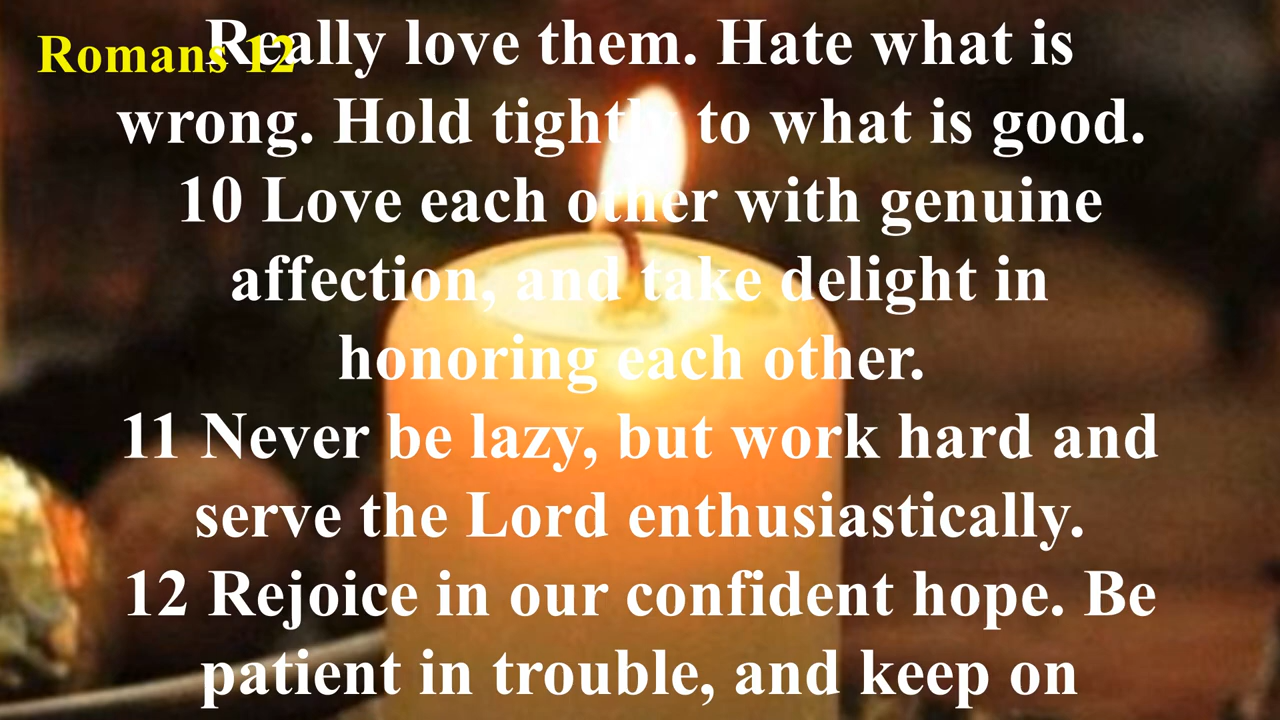 Romans 12
Really love them. Hate what is
wrong. Hold tightly to what is good.
10 Love each other with genuine
affection, and take delight in
honoring each other.
11 Never be lazy, but work hard and
serve the Lord enthusiastically.
12 Rejoice in our confident hope. Be
patient in trouble, and keep on